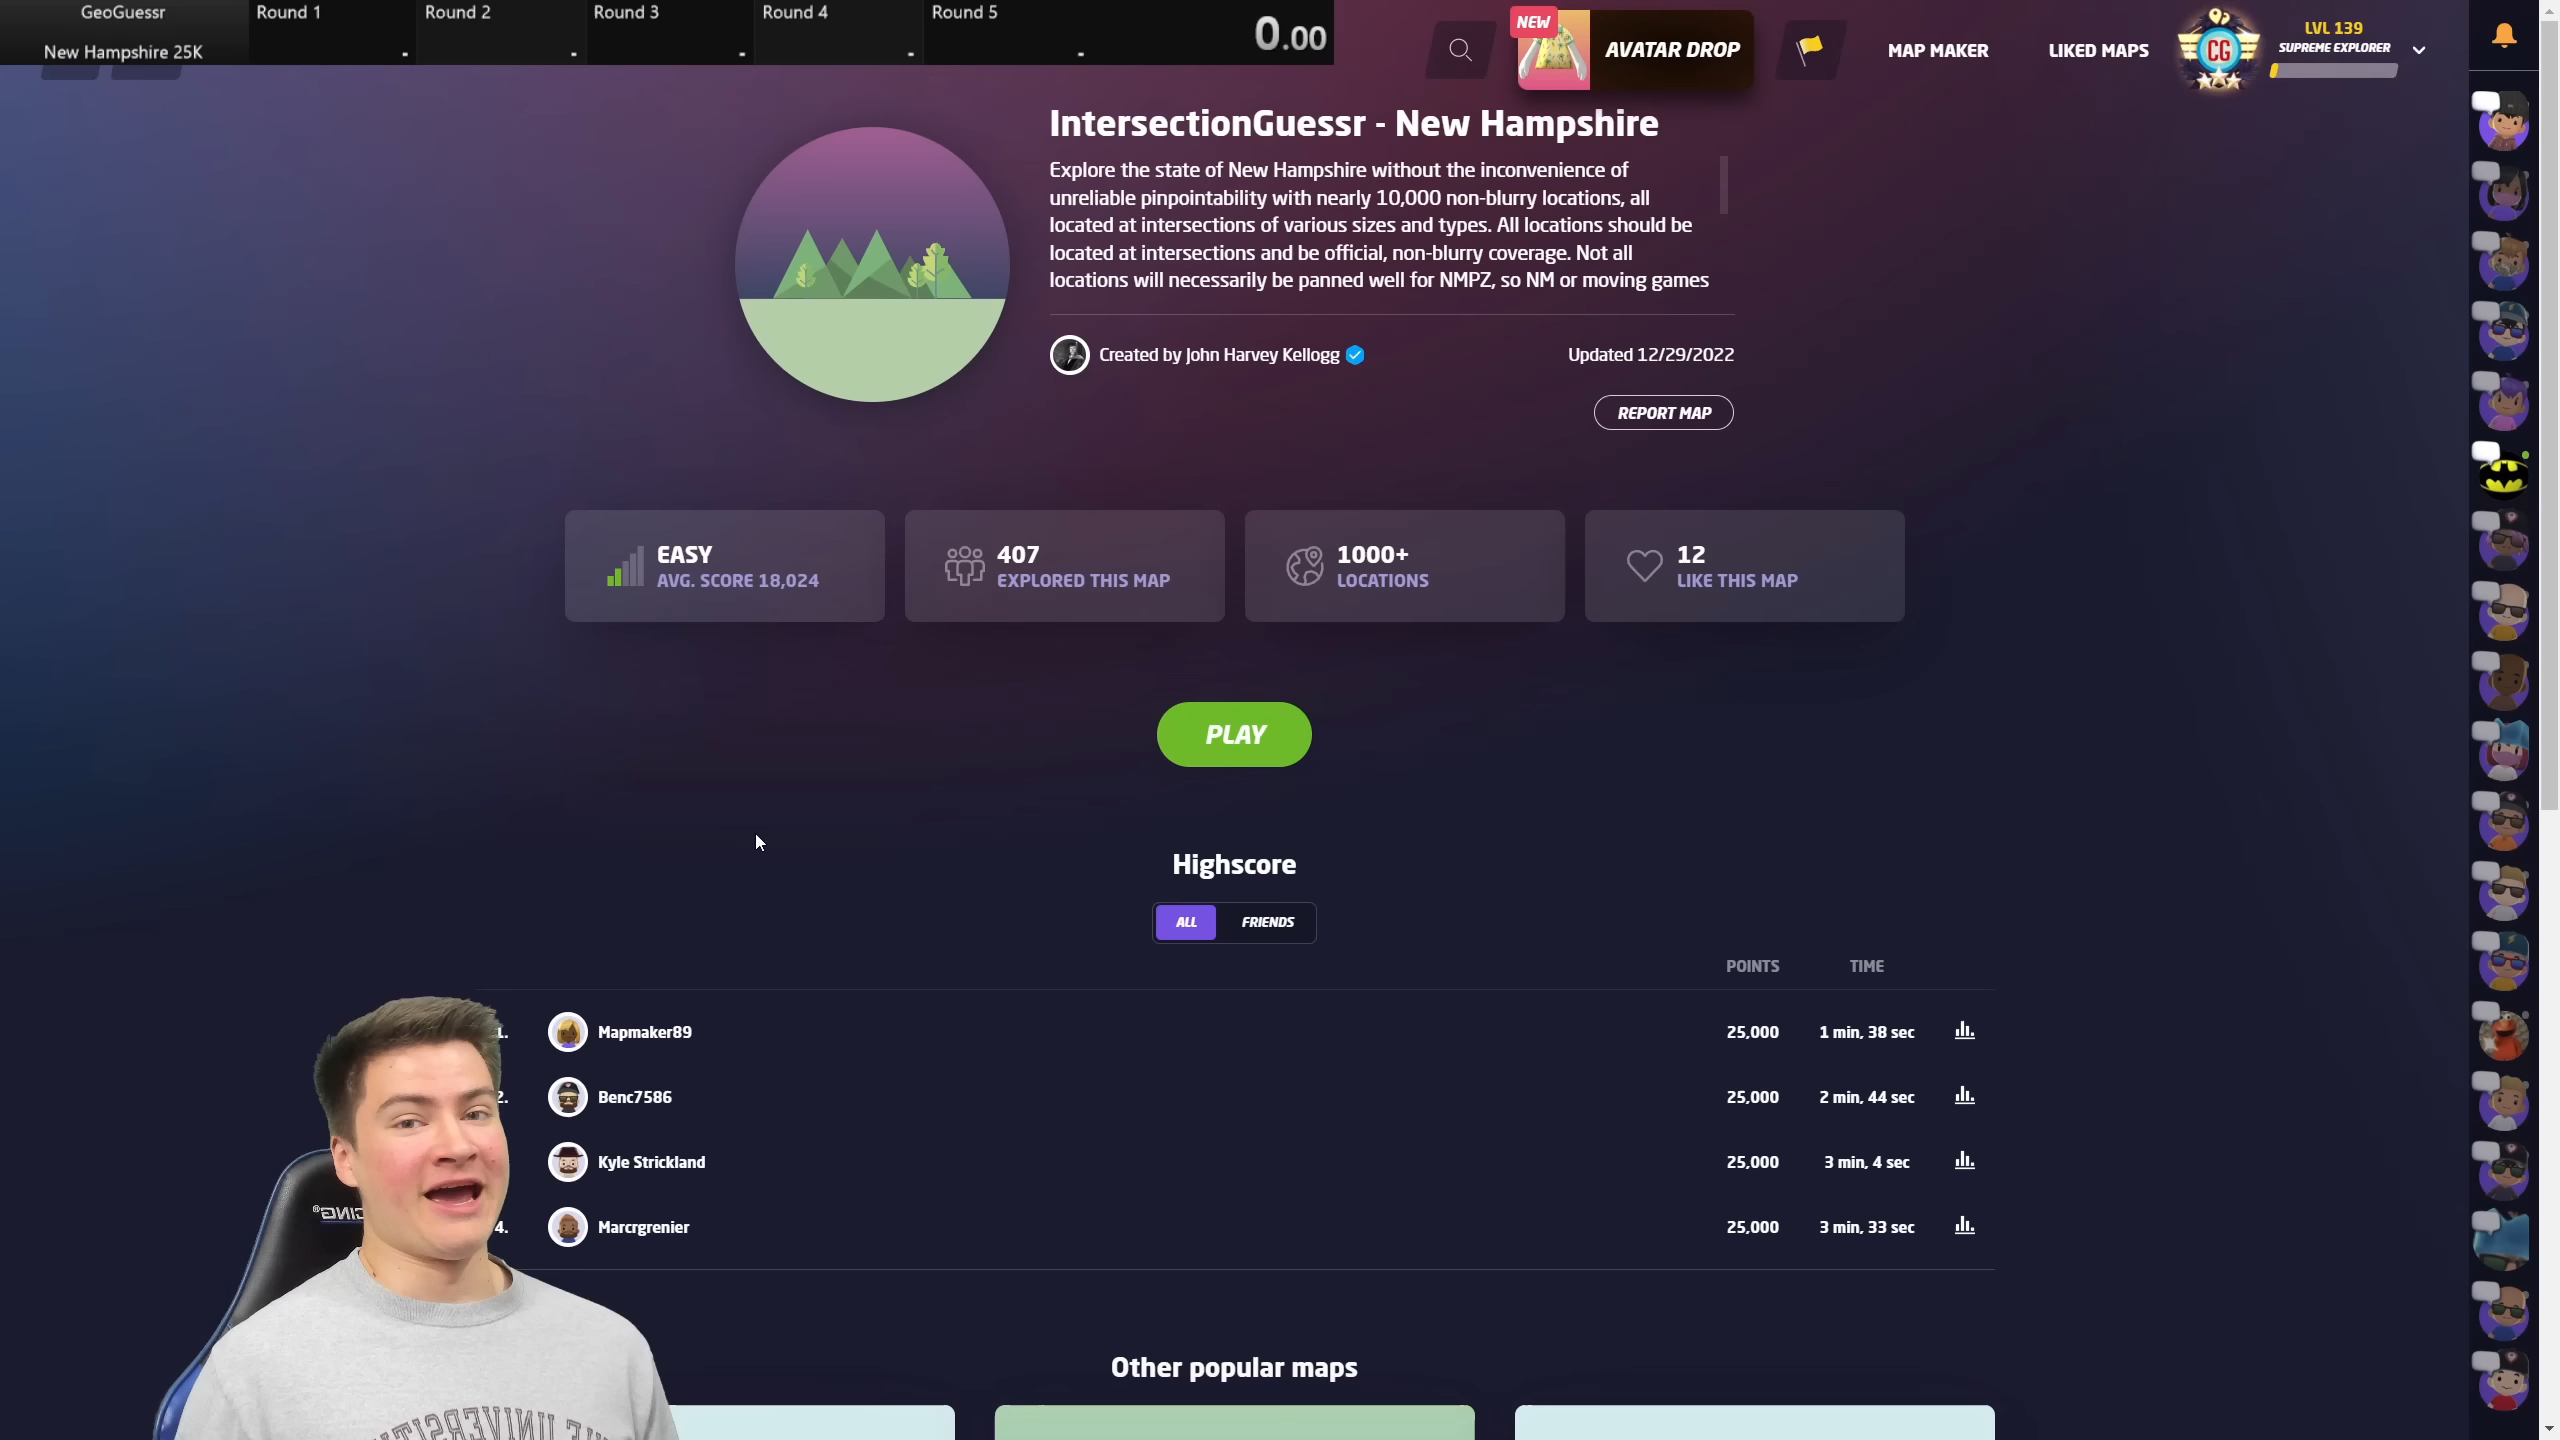 GeoGuessr
New Hampshire 25K
Round 1
-
Round 2
-
Round 3
-
Round 4
-
Round 5
-
0.00
NEW
AVATAR DROP
MAP MAKER
LIKED MAPS
CG
LVL 139
SUPREME EXPLORER
IntersectionGuessr - New Hampshire
Explore the state of New Hampshire without the inconvenience of
unreliable pinpointability with nearly 10,000 non-blurry locations, all
located at intersections of various sizes and types. All locations should be
located at intersections and be official, non-blurry coverage. Not all
locations will necessarily be panned well for NMPZ, so NM or moving games
Created by John Harvey Kellogg
Updated 12/29/2022
REPORT MAP
EASY
AVG. SCORE 18,024
407
EXPLORED THIS MAP
1000+
LOCATIONS
12
LIKE THIS MAP
PLAY
Highscore
ALL
FRIENDS
POINTS
TIME
1.
Mapmaker89
25,000
1 min, 38 sec
2.
Benc7586
25,000
2 min, 44 sec
Kyle Strickland
25,000
3 min, 4 sec
4.
Marcrgrenier
25,000
3 min, 33 sec
Other popular maps